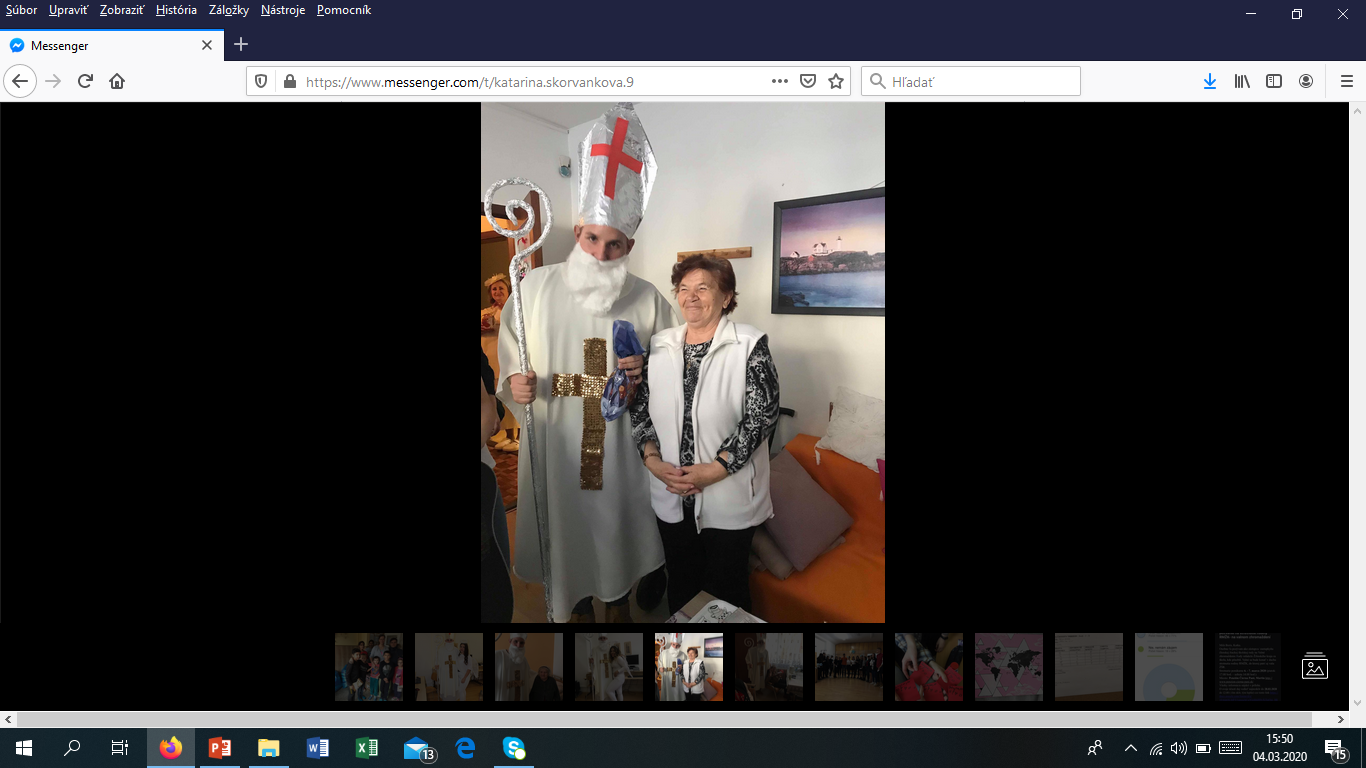 Súbor Upraviť Zobraziť História Záložky Nástroje Pomocník
Messenger
https://www.messenger.com/t/katarina.skorvankova.9
Hľadať
13
15:50
04.03.2020
15